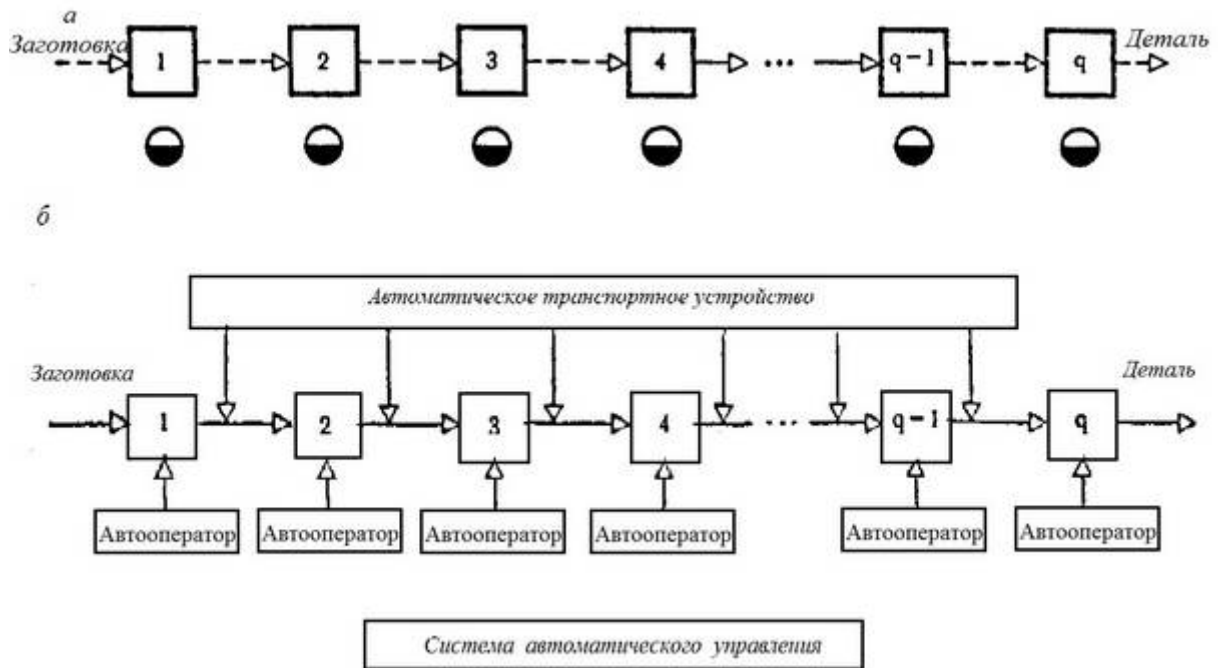 а
Заготовка
Деталь
1 2 3 4 ... q-1 q
б
Автоматическое транспортное устройство
Заготовка
Деталь
1 2 3 4 ... q-1 q
Автооператор Автооператор Автооператор Автооператор Автооператор Автооператор
Система автоматического управления